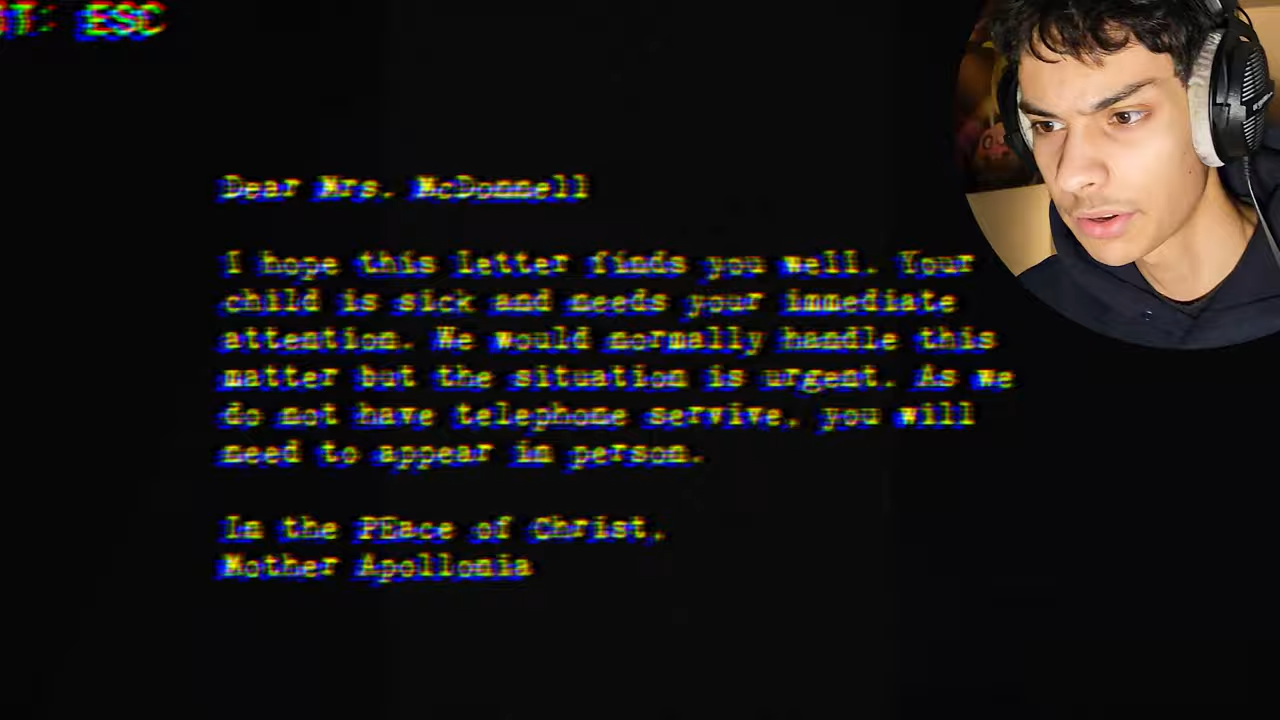 : ESC
Dear Mrs. McDonnell
I hope this letter finds you well. Your
child is sick and needs your immediate
attention. We would normally handle this
matter but the situation is urgent. As we
do not have telephone servive, you will
need to appear in person.
In the PEace of Christ,
Mother Apollonia